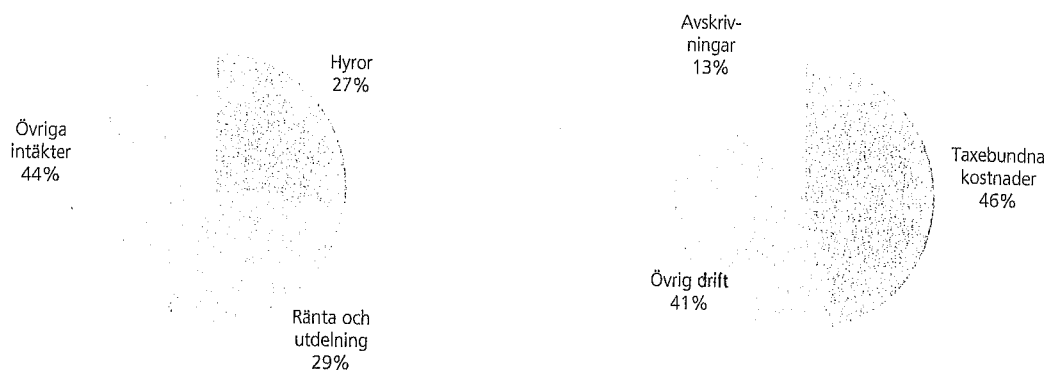 Hyror
27%
Övriga
intäkter
44%
Ränta och
utdelning
29%
Avskriv-
ningar
13%
Taxebundna
kostnader
46%
Övrig drift
41%